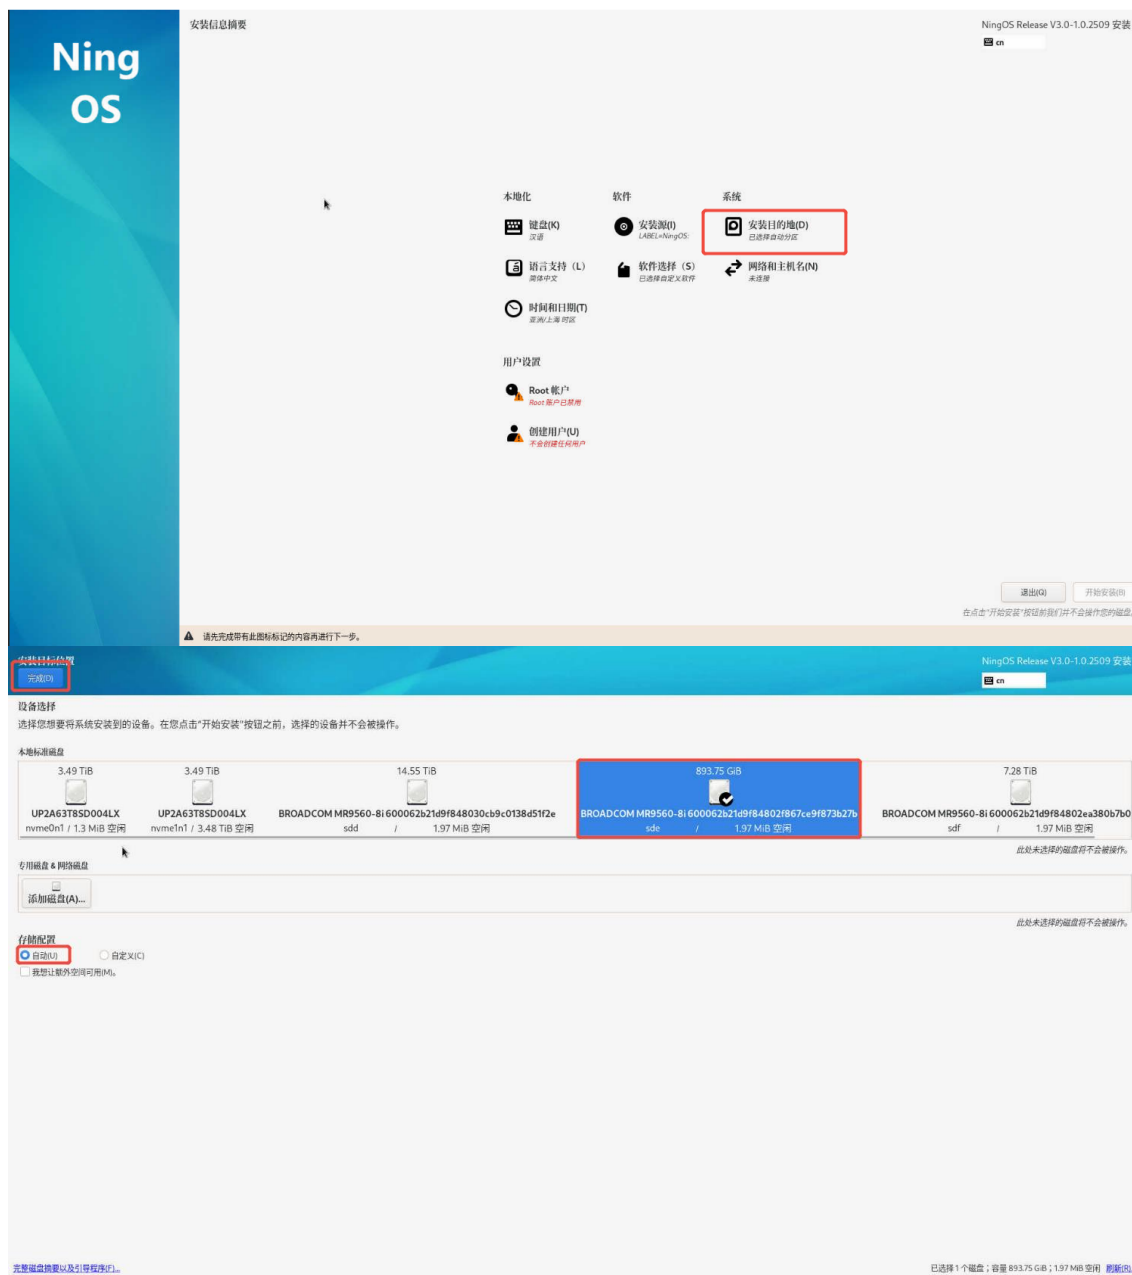 Ning
OS
安装信息摘要
NingOS Release V3.0-1.0.2509 安装
cn
本地化
软件
系统
键盘(K)
汉语
安装源(I)
LABEL=NingOS:
安装目的地(D)
已选择自动分区
语言支持（L）
简体中文
软件选择（S）
已选择自定义软件
网络和主机名(N)
未连接
时间和日期(T)
亚洲/上海 时区
用户设置
Root 帐户
Root 账户已禁用
创建用户(U)
不会创建任何用户
退出(Q)
开始安装(B)
在点击"开始安装"按钮前我们并不会操作您的磁盘。
请先完成带有此图标标记的内容再进行下一步。
安装目标位置
NingOS Release V3.0-1.0.2509 安装
完成(D)
cn
设备选择
选择您想要将系统安装到的设备。在您点击"开始安装"按钮之前，选择的设备并不会被操作。
本地标准磁盘
3.49 TiB
UP2A63T8SD004LX
nvme0n1 / 1.3 MiB 空闲
3.49 TiB
UP2A63T8SD004LX
nvme1n1 / 3.48 TiB 空闲
14.55 TiB
BROADCOM MR9560-8i 600062b21d9f848030cb9c0138d51f2e
sdd / 1.97 MiB 空闲
893.75 GiB
BROADCOM MR9560-8i 600062b21d9f84802f867ce9f873b27b
sde / 1.97 MiB 空闲
7.28 TiB
BROADCOM MR9560-8i 600062b21d9f84802ea380b7b0
sdf / 1.97 MiB 空闲
此处未选择的磁盘将不会被操作。
专用磁盘 & 网络磁盘
添加磁盘(A)...
此处未选择的磁盘将不会被操作。
存储配置
自动(U)
自定义(C)
我想让额外空间可用(M)。
完整磁盘摘要以及引导程序(F)...
已选择 1 个磁盘；容量 893.75 GiB；1.97 MiB 空闲 刷新(R)